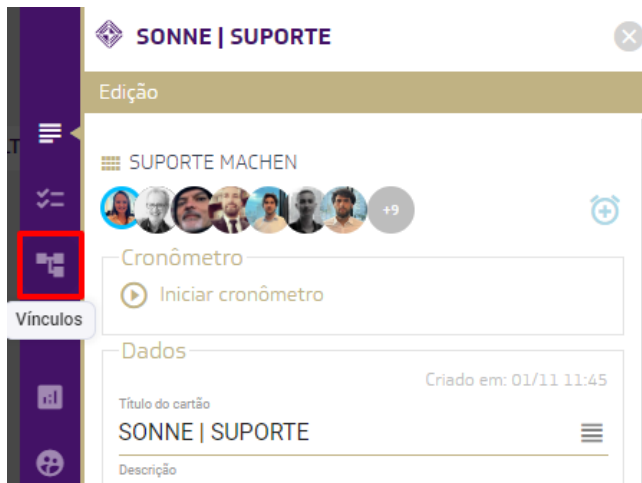 SONNE | SUPORTE
Edição
SUPORTE MACHEN
+9
Cronômetro
Iniciar cronômetro
Vínculos
Dados
Criado em: 01/11 11:45
Título do cartão
SONNE | SUPORTE
Descrição